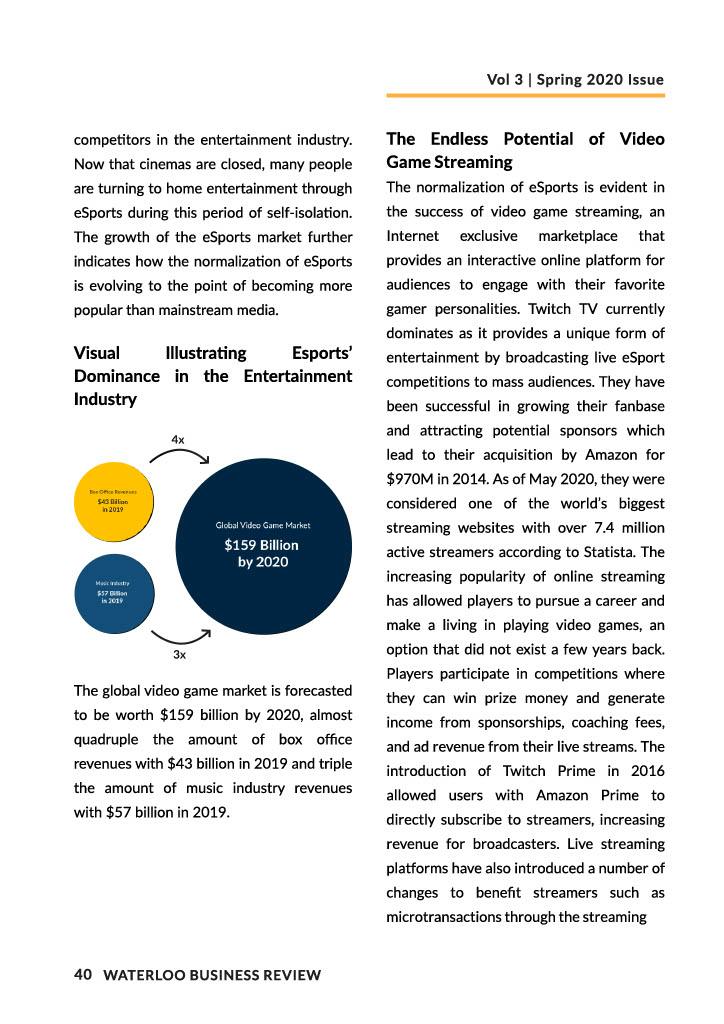 Vol 3 | Spring 2020 Issue
competitors in the entertainment industry.
Now that cinemas are closed, many people
are turning to home entertainment through
eSports during this period of self-isolation.
The growth of the eSports market further
indicates how the normalization of eSports
is evolving to the point of becoming more
popular than mainstream media.
Visual Illustrating Esports'
Dominance in the Entertainment
Industry
4x
Box Office Revenues
$43 Billion
in 2019
Global Video Game Market
$159 Billion
by 2020
Music Industry
$57 Billion
in 2019
3x
The global video game market is forecasted
to be worth $159 billion by 2020, almost
quadruple the amount of box office
revenues with $43 billion in 2019 and triple
the amount of music industry revenues
with $57 billion in 2019.
The Endless Potential of Video
Game Streaming
The normalization of eSports is evident in
the success of video game streaming, an
Internet exclusive marketplace that
provides an interactive online platform for
audiences to engage with their favorite
gamer personalities. Twitch TV currently
dominates as it provides a unique form of
entertainment by broadcasting live eSport
competitions to mass audiences. They have
been successful in growing their fanbase
and attracting potential sponsors which
lead to their acquisition by Amazon for
$970M in 2014. As of May 2020, they were
considered one of the world's biggest
streaming websites with over 7.4 million
active streamers according to Statista. The
increasing popularity of online streaming
has allowed players to pursue a career and
make a living in playing video games, an
option that did not exist a few years back.
Players participate in competitions where
they can win prize money and generate
income from sponsorships, coaching fees,
and ad revenue from their live streams. The
introduction of Twitch Prime in 2016
allowed users with Amazon Prime to
directly subscribe to streamers, increasing
revenue for broadcasters. Live streaming
platforms have also introduced a number of
changes to benefit streamers such as
microtransactions through the streaming
40 WATERLOO BUSINESS REVIEW